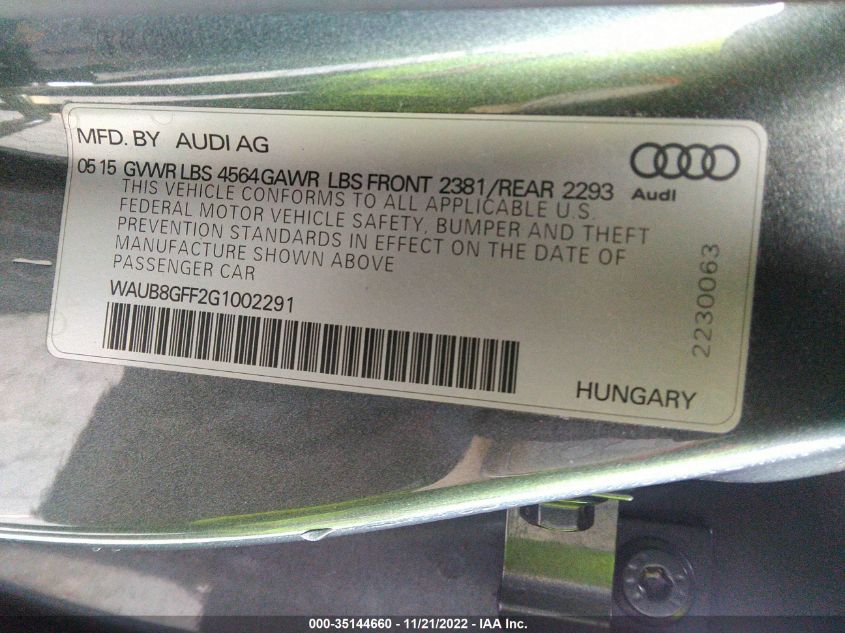 MFD. BY AUDI AG
05 15 GVWR LBS 4564 GAWR LBS FRONT 2381/REAR 2293
THIS VEHICLE CONFORMS TO ALL APPLICABLE U.S.
FEDERAL MOTOR VEHICLE SAFETY, BUMPER AND THEFT
PREVENTION STANDARDS IN EFFECT ON THE DATE OF
MANUFACTURE SHOWN ABOVE
PASSENGER CAR
WAUB8GFF2G1002291
Audi
2230063
HUNGARY
000-35144660 - 11/21/2022 - IAA Inc.